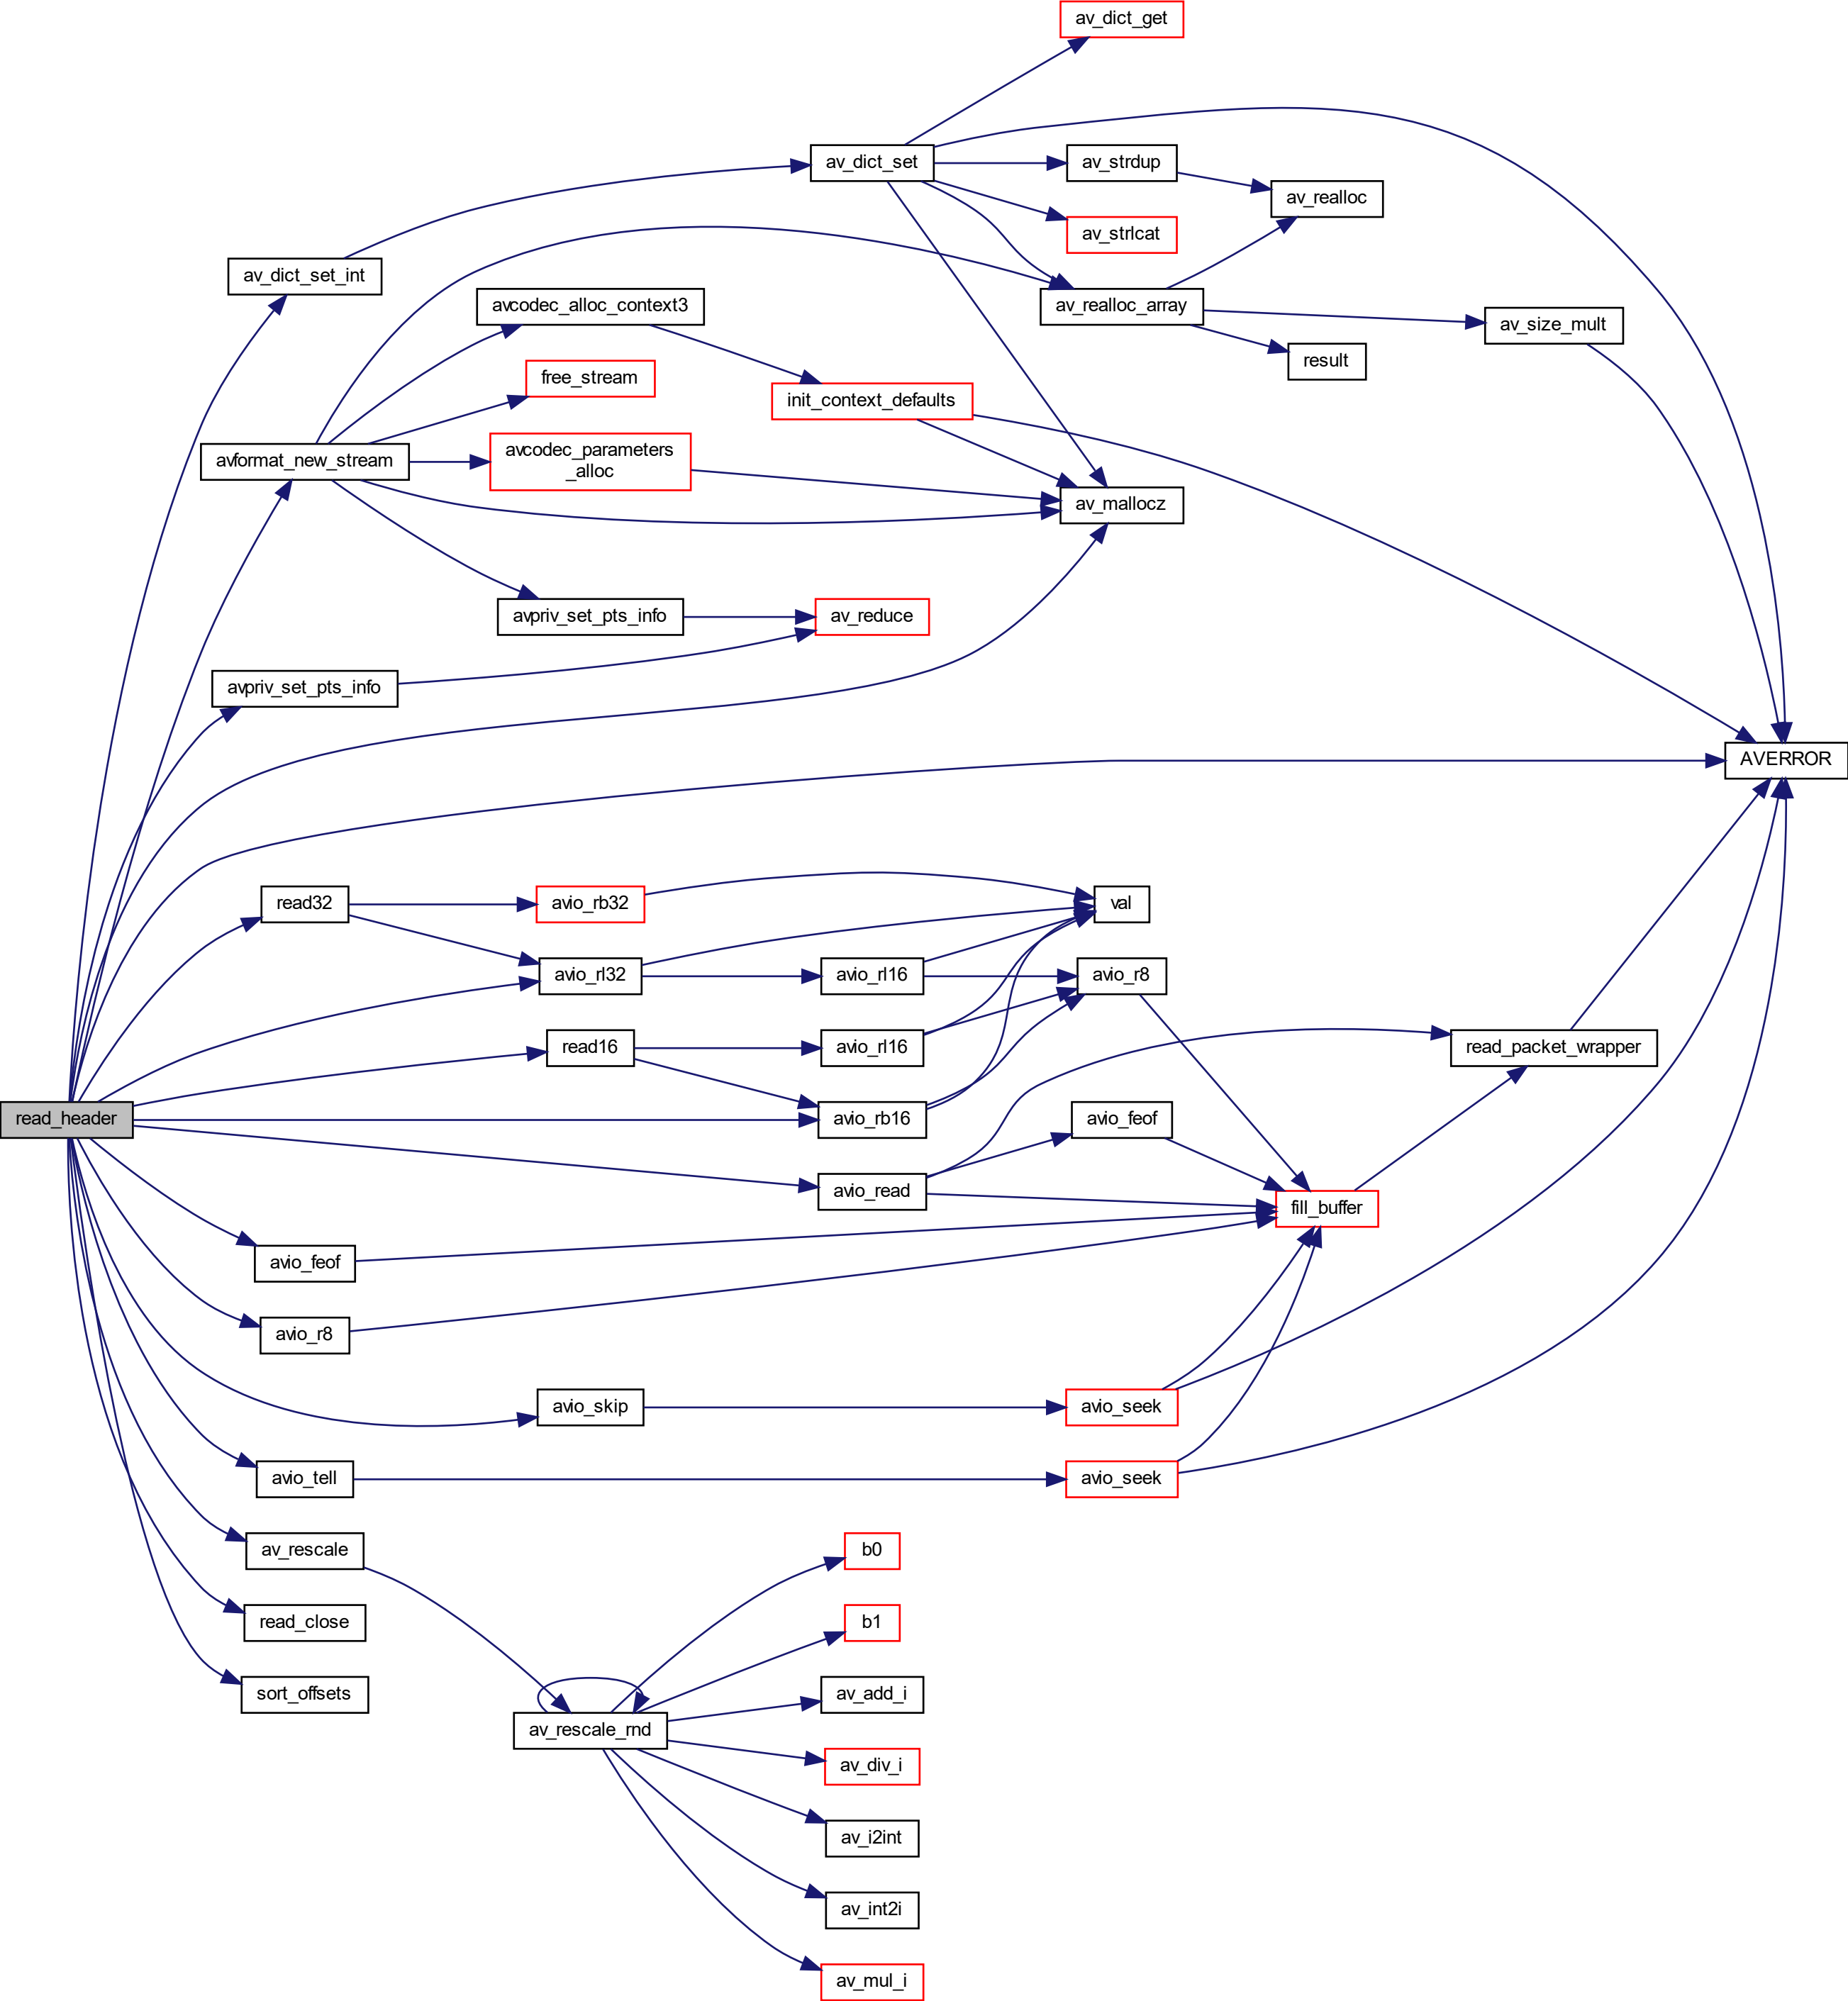 av_dict_get
av_dict_set
av_strdup
av_realloc
av_strlcat
av_dict_set_int
avcodec_alloc_context3
av_realloc_array
av_size_mult
result
free_stream
init_context_defaults
avformat_new_stream
avcodec_parameters
_alloc
av_mallocz
avpriv_set_pts_info
av_reduce
avpriv_set_pts_info
AVERROR
read32
avio_rb32
val
avio_rl32
avio_rl16
avio_r8
read16
avio_rl16
read_packet_wrapper
read_header
avio_rb16
avio_feof
avio_read
fill_buffer
avio_feof
avio_r8
avio_skip
avio_seek
avio_tell
avio_seek
av_rescale
b0
read_close
b1
sort_offsets
av_add_i
av_rescale_rnd
av_div_i
av_i2int
av_int2i
av_mul_i